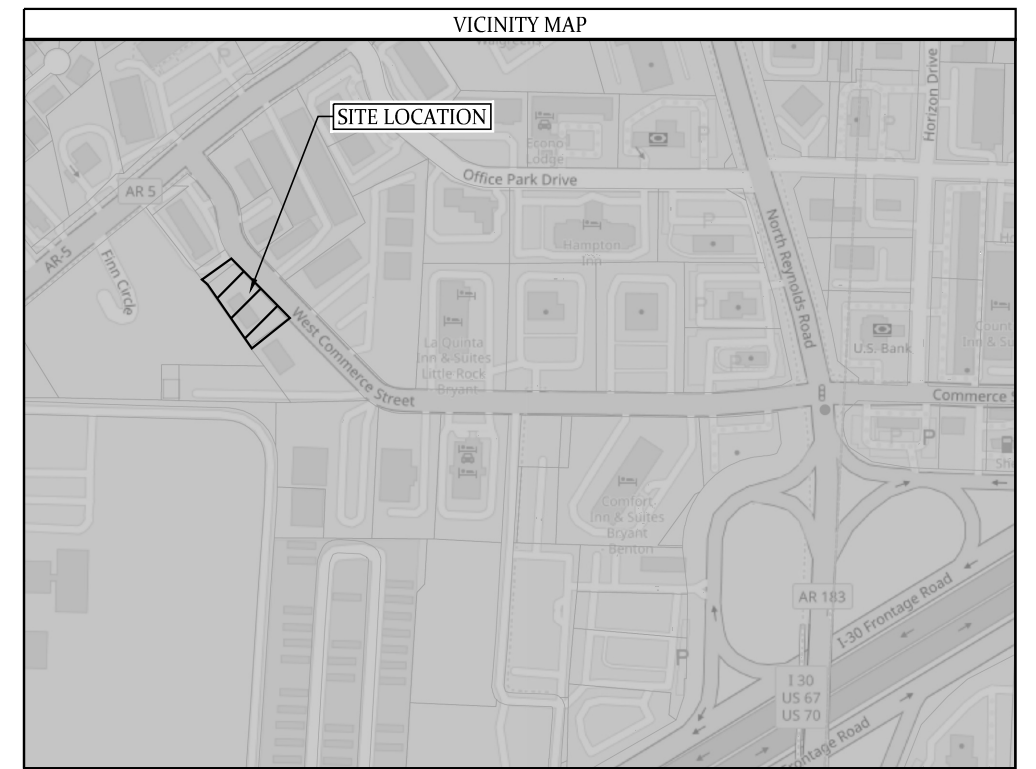 VICINITY MAP
Walgreens
P
Horizon Drive
SITE LOCATION
P
P
Econo
Lodge
Office Park Drive
AR 5
AR-5
P
North Reynolds Road
Hampton
Inn
Finn Circle
P
West Commerce Street
U.S. Bank
La Quinta
Inn & Suites
Little Rock
Bryant
Commerce
P
P
Comfort
Inn & Suites
Bryant
- Benton
AR 183
I-30 Frontage Road
P
I 30
US 67
US 70
Frontage Road